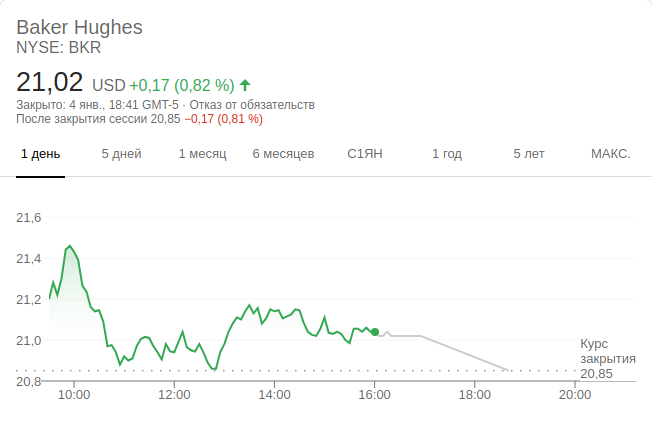 Baker Hughes
NYSE: BKR
21,02 USD +0,17 (0,82 %)
Закрыто: 4 янв., 18:41 GMT-5 · Отказ от обязательств
После закрытия сессии 20,85 −0,17 (0,81 %)
1 день 5 дней 1 месяц 6 месяцев С1ЯН 1 год 5 лет МАКС.
21,6
21,4
21,2
21,0
Курс
закрытия
20,85
20,8
10:00 12:00 14:00 16:00 18:00 20:00